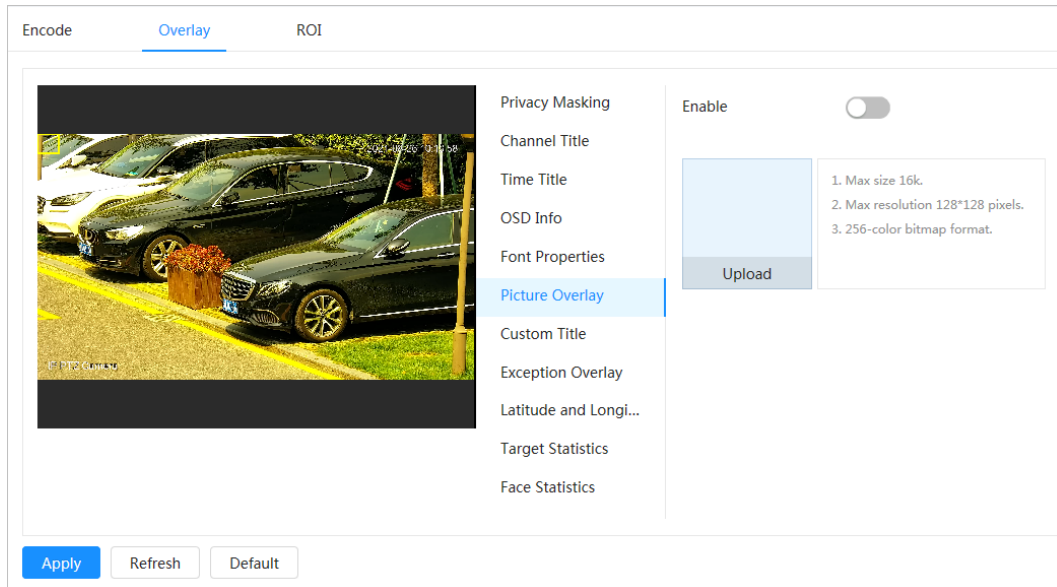 Encode Overlay ROI
Privacy Masking
Channel Title
Time Title
OSD Info
Font Properties
Picture Overlay
Custom Title
Exception Overlay
Latitude and Longi...
Target Statistics
Face Statistics
Enable
Upload
1. Max size 16k.
2. Max resolution 128*128 pixels.
3. 256-color bitmap format.
Apply Refresh Default